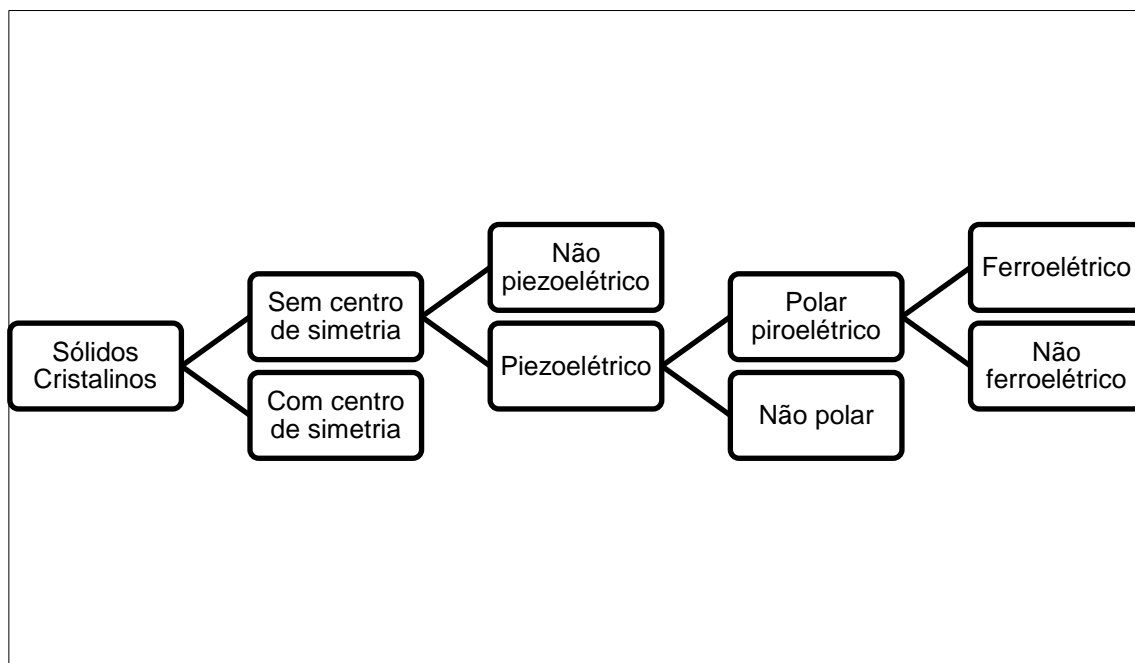 Sólidos
Cristalinos
Sem centro
de simetria
Com centro
de simetria
Não
piezoelétrico
Piezoelétrico
Polar
piroelétrico
Não polar
Ferroelétrico
Não
ferroelétrico